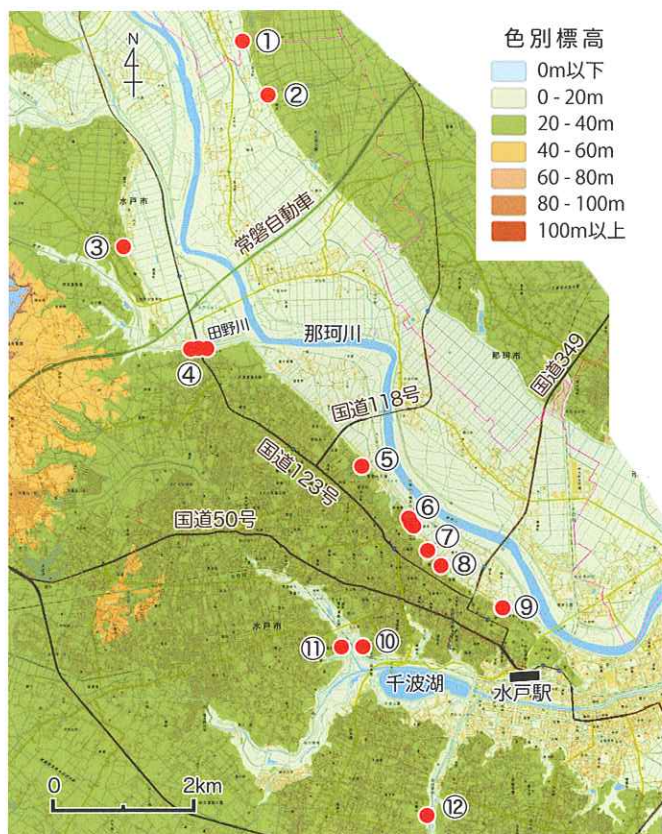 色別標高
0m以下
0 - 20m
20 - 40m
40 - 60m
60 - 80m
80 - 100m
100m以上
N
①
②
水戸市
③
常磐自動車
田野川
那珂川
④
那珂市
国道349
国道118号
⑤
国道123号
⑥
国道50号
⑦
⑧
⑨
水戸市
⑪
⑩
千波湖
水戸駅
0 2km
⑫